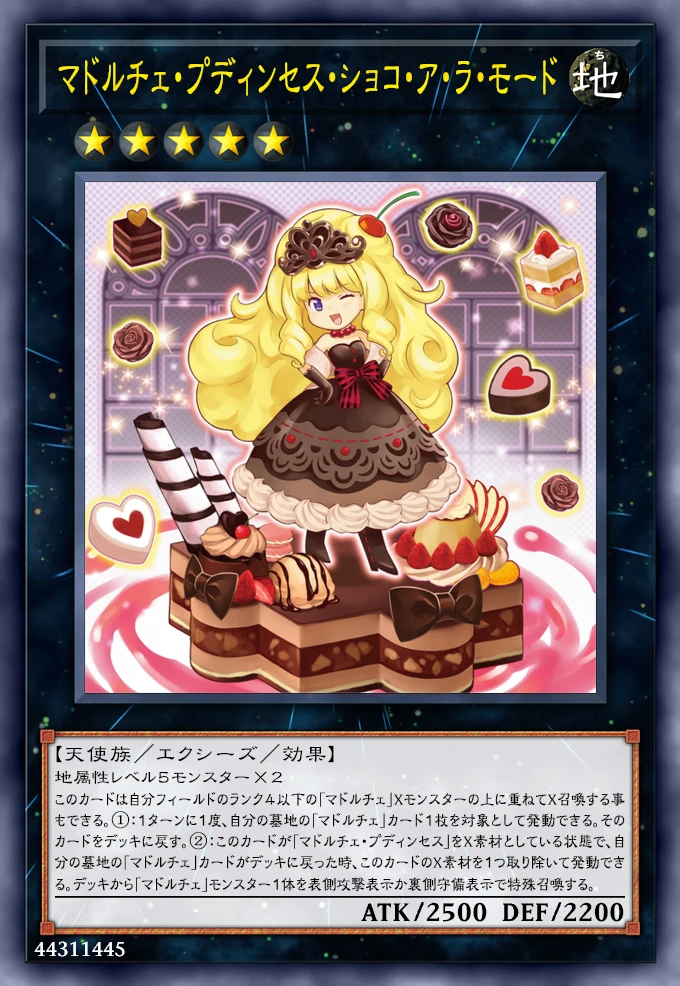 マドルチェ・プディンセス・ショコ・ア・ラ・モード
地
ち
【天使族／エクシーズ／効果】
地属性レベル5モンスター×2
このカードは自分フィールドのランク4以下の「マドルチェ」Xモンスターの上に重ねてX召喚する事
もできる。①：1ターンに1度、自分の墓地の「マドルチェ」カード1枚を対象として発動できる。その
カードをデッキに戻す。②：このカードが「マドルチェ・プディンセス」をX素材としている状態で、自
分の墓地の「マドルチェ」カードがデッキに戻った時、このカードのX素材を1つ取り除いて発動でき
る。デッキから「マドルチェ」モンスター1体を表側攻撃表示か裏側守備表示で特殊召喚する。
ATK/2500 DEF/2200
44311445